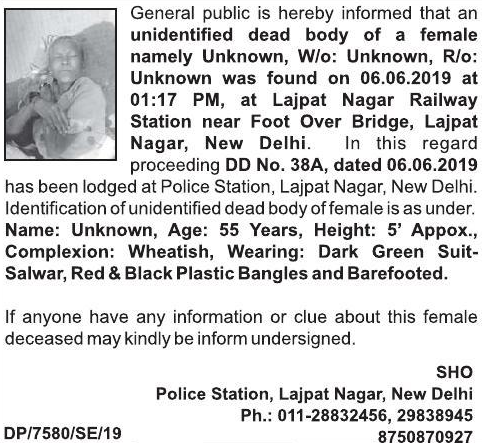 General public is hereby informed that an
unidentified dead body of a female
namely Unknown, W/o: Unknown, R/o:
Unknown was found on 06.06.2019 at
01:17 PM, at Lajpat Nagar Railway
Station near Foot Over Bridge, Lajpat
Nagar, New Delhi. In this regard
proceeding DD No. 38A, dated 06.06.2019
has been lodged at Police Station, Lajpat Nagar, New Delhi.
Identification of unidentified dead body of female is as under.
Name: Unknown, Age: 55 Years, Height: 5’ Appox.,
Complexion: Wheatish, Wearing: Dark Green Suit-
Salwar, Red & Black Plastic Bangles and Barefooted.
If anyone have any information or clue about this female
deceased may kindly be inform undersigned.
SHO
Police Station, Lajpat Nagar, New Delhi
Ph.: 011-28832456, 29838945
DP/7580/SE/19 8750870927